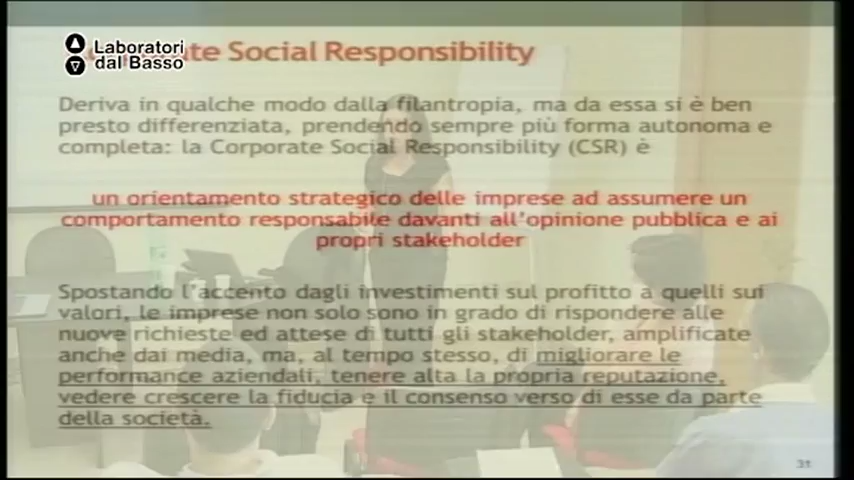 Laboratori
dal Basso
Corporate Social Responsibility
Deriva in qualche modo dalla filantropia, ma da essa si è ben
presto differenziata, prendendo sempre più forma autonoma e
completa: la Corporate Social Responsibility (CSR) è
un orientamento strategico delle imprese ad assumere un
comportamento responsabile davanti all'opinione pubblica e ai
propri stakeholder
Spostando l'accento dagli investimenti sul profitto a quelli sui
valori, le imprese non solo sono in grado di rispondere alle
nuove richieste ed attese di tutti gli stakeholder, amplificate
anche dai media, ma, al tempo stesso, di migliorare le
performance aziendali, tenere alta la propria reputazione,
vedere crescere la fiducia e il consenso verso di esse da parte
della società.
31